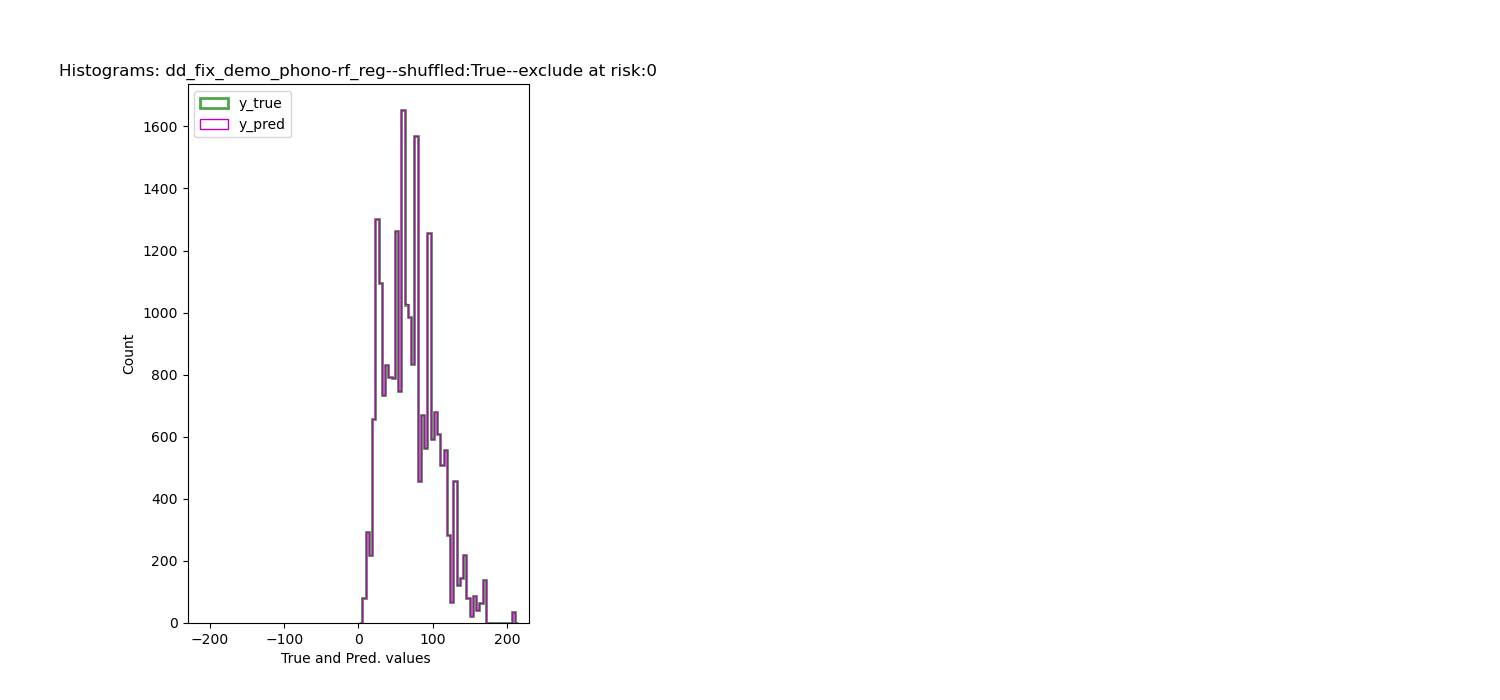 Histograms: dd_fix_demo_phono-rf_reg--shuffled:True--exclude at risk:0
y_true
y_pred
1600
1400
1200
1000
800
600
400
200
0
Count
−200 −100 0 100 200
True and Pred. values